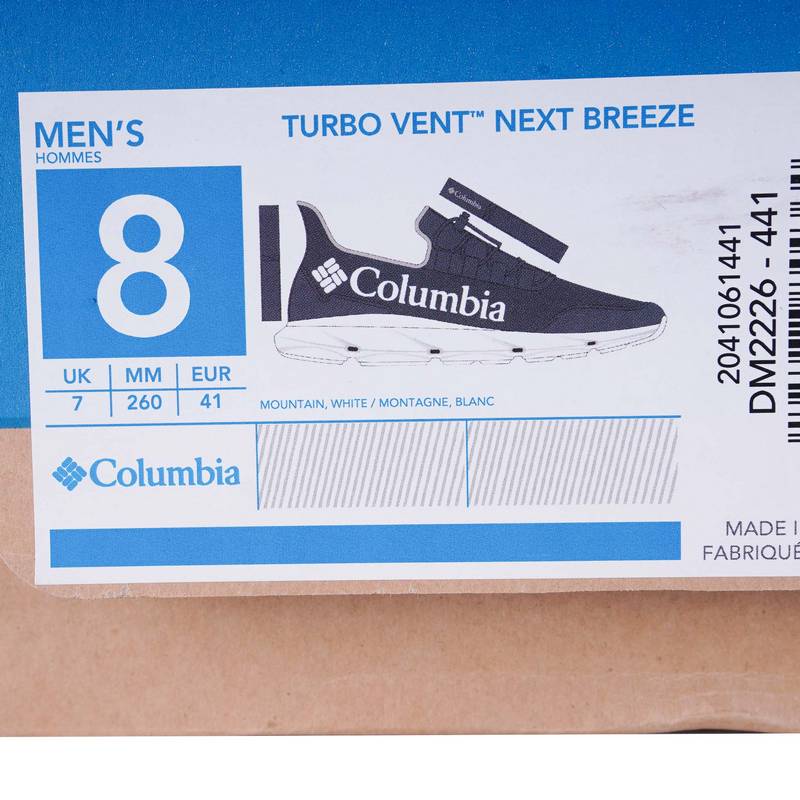 MEN'S
HOMMES
TURBO VENT™ NEXT BREEZE
8
Columbia
Columbia
UK MM EUR
7 260 41
MOUNTAIN, WHITE / MONTAGNE, BLANC
Columbia
2041061441
DM2226 - 441
MADE I
FABRIQUÉ